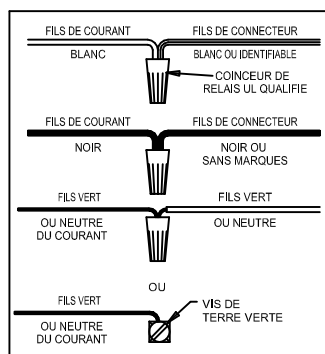 FILS DE COURANT FILS DE CONNECTEUR
BLANC BLANC OU IDENTIFIABLE
COINCEUR DE
RELAIS UL QUALIFIE
FILS DE COURANT FILS DE CONNECTEUR
NOIR NOIR OU
SANS MARQUES
FILS VERT FILS VERT
OU NEUTRE OU NEUTRE
DU COURANT
OU
FILS VERT VIS DE
TERRE VERTE
OU NEUTRE
DU COURANT